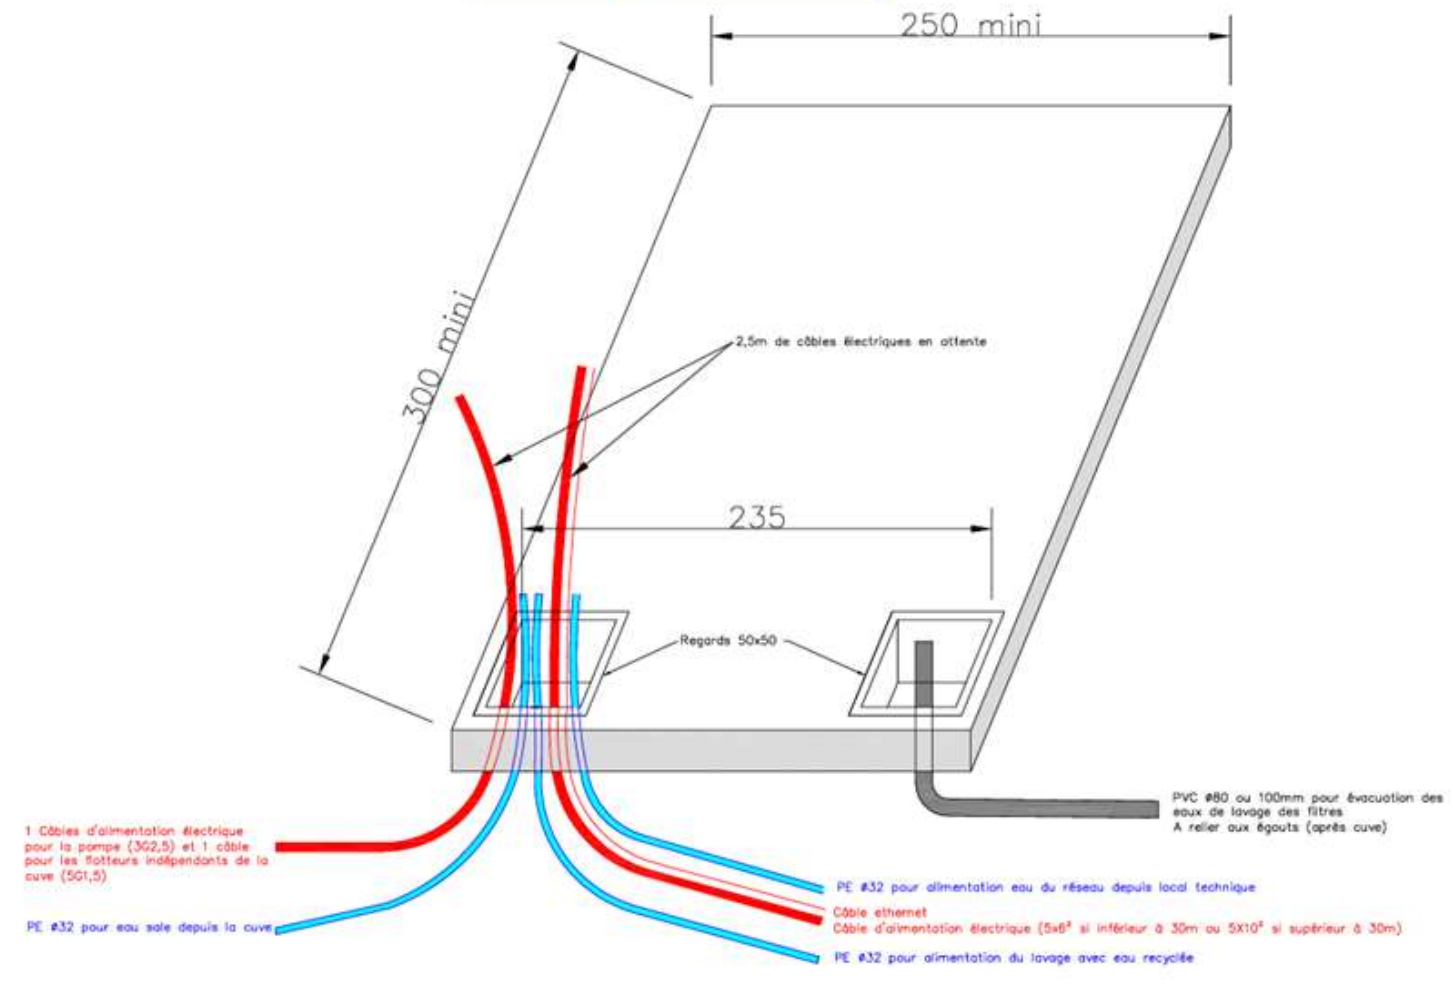 250 mini
300 mini
2,5m de câbles électriques en attente
235
Regards 50x50
PVC ø80 ou 100mm pour évacuation des
eaux de lavage des filtres
A relier aux égouts (après cuve)
1 Câbles d'alimentation électrique
pour la pompe (3G2,5) et 1 câble
pour les flotteurs indépendants de la
cuve (5G1,5)
PE ø32 pour alimentation eau du réseau depuis local technique
Câble ethernet
Câble d'alimentation électrique (5x6² si inférieur à 30m ou 5X10² si supérieur à 30m)
PE ø32 pour eau sale depuis la cuve
PE ø32 pour alimentation du lavage avec eau recyclée